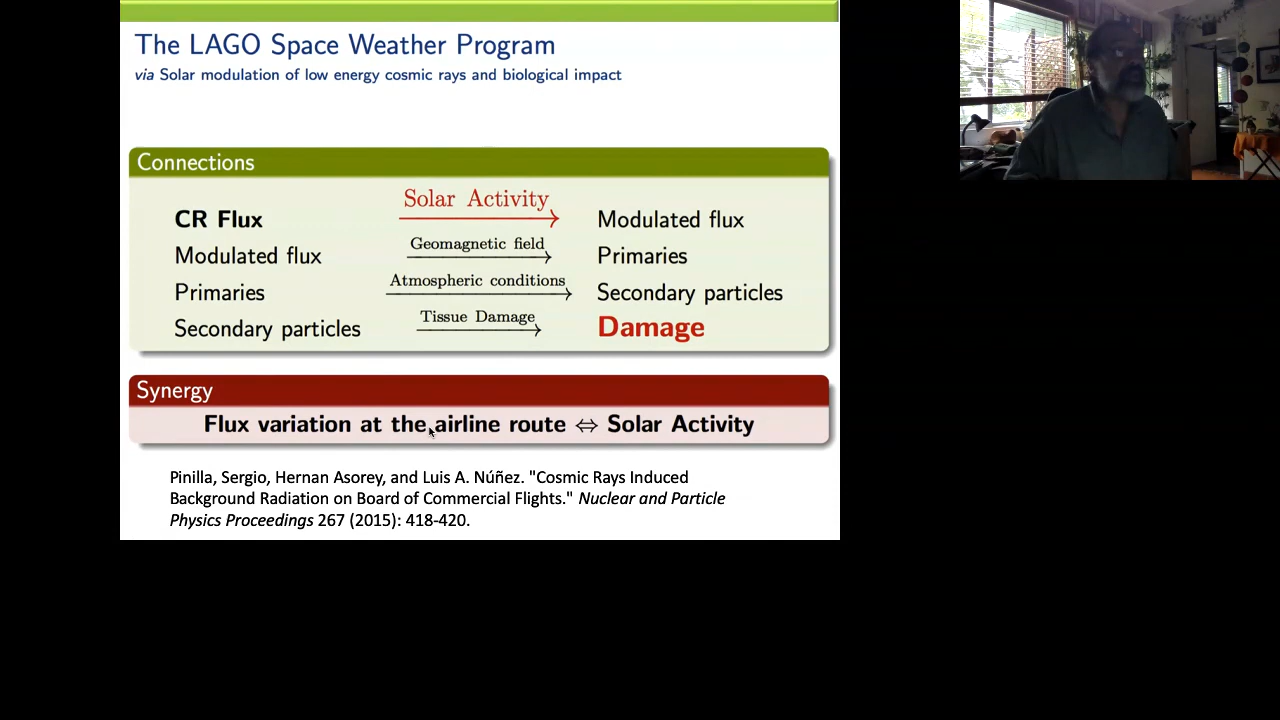 The LAGO Space Weather Program
via Solar modulation of low energy cosmic rays and biological impact
Connections
CR Flux Solar Activity Modulated flux
Modulated flux Geomagnetic field Primaries
Primaries Atmospheric conditions Secondary particles
Secondary particles Tissue Damage Damage
Synergy
Flux variation at the airline route ⇔ Solar Activity
Pinilla, Sergio, Hernan Asorey, and Luis A. Núñez. "Cosmic Rays Induced
Background Radiation on Board of Commercial Flights." Nuclear and Particle
Physics Proceedings 267 (2015): 418-420.